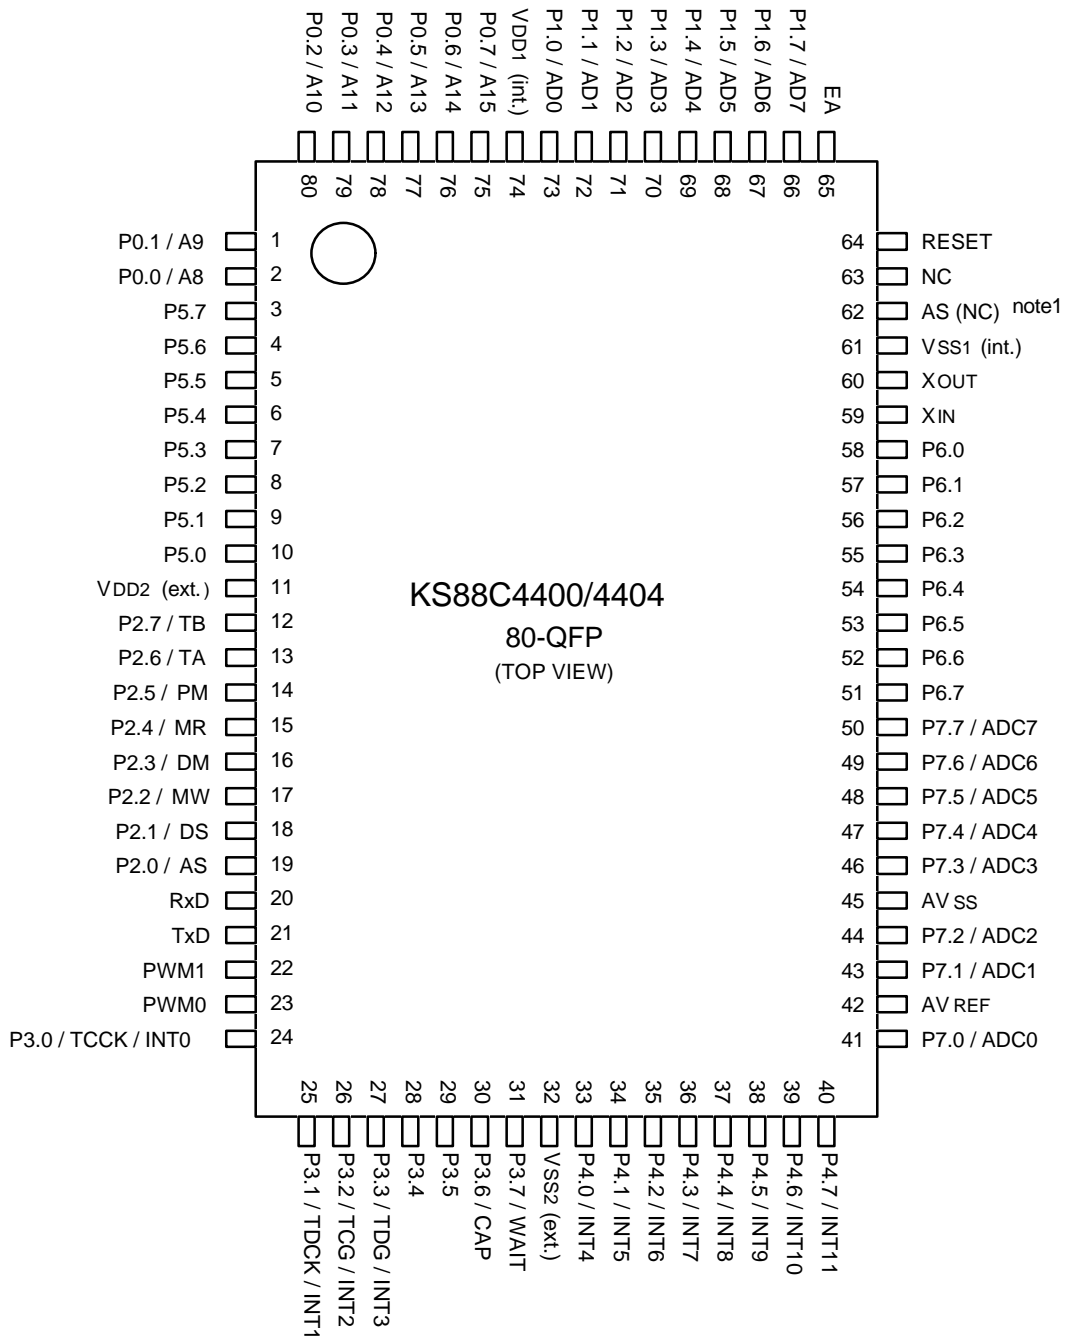 P0.2 / A10
P0.3 / A11
P0.4 / A12
P0.5 / A13
P0.6 / A14
P0.7 / A15
VDD1 (int.)
P1.0 / AD0
P1.1 / AD1
P1.2 / AD2
P1.3 / AD3
P1.4 / AD4
P1.5 / AD5
P1.6 / AD6
P1.7 / AD7
EA
80
79
78
77
76
75
74
73
72
71
70
69
68
67
66
65
P0.1 / A9 1
P0.0 / A8 2
P5.7 3
P5.6 4
P5.5 5
P5.4 6
P5.3 7
P5.2 8
P5.1 9
P5.0 10
VDD2 (ext.) 11
P2.7 / TB 12
P2.6 / TA 13
P2.5 / PM 14
P2.4 / MR 15
P2.3 / DM 16
P2.2 / MW 17
P2.1 / DS 18
P2.0 / AS 19
RxD 20
TxD 21
PWM1 22
PWM0 23
P3.0 / TCCK / INT0 24
KS88C4400/4404
80-QFP
(TOP VIEW)
64 RESET
63 NC
62 AS (NC) note1
61 VSS1 (int.)
60 XOUT
59 XIN
58 P6.0
57 P6.1
56 P6.2
55 P6.3
54 P6.4
53 P6.5
52 P6.6
51 P6.7
50 P7.7 / ADC7
49 P7.6 / ADC6
48 P7.5 / ADC5
47 P7.4 / ADC4
46 P7.3 / ADC3
45 AVSS
44 P7.2 / ADC2
43 P7.1 / ADC1
42 AVREF
41 P7.0 / ADC0
25
26
27
28
29
30
31
32
33
34
35
36
37
38
39
40
P3.1 / TDCK / INT1
P3.2 / TCG / INT2
P3.3 / TDG / INT3
P3.4
P3.5
P3.6 / CAP
P3.7 / WAIT
VSS2 (ext.)
P4.0 / INT4
P4.1 / INT5
P4.2 / INT6
P4.3 / INT7
P4.4 / INT8
P4.5 / INT9
P4.6 / INT10
P4.7 / INT11